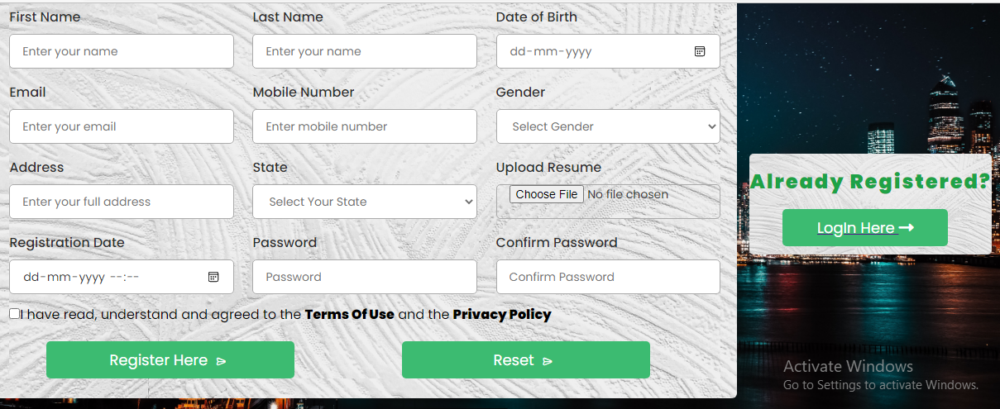 First Name Last Name Date of Birth
Enter your name Enter your name dd-mm-yyyy
Email Mobile Number Gender
Enter your email Enter mobile number Select Gender
Address State Upload Resume
Enter your full address Select Your State Choose File No file chosen
Registration Date Password Confirm Password
dd-mm-yyyy --:-- Password Confirm Password
I have read, understand and agreed to the Terms Of Use and the Privacy Policy
Register Here Reset
Already Registered?
LogIn Here
Activate Windows
Go to Settings to activate Windows.